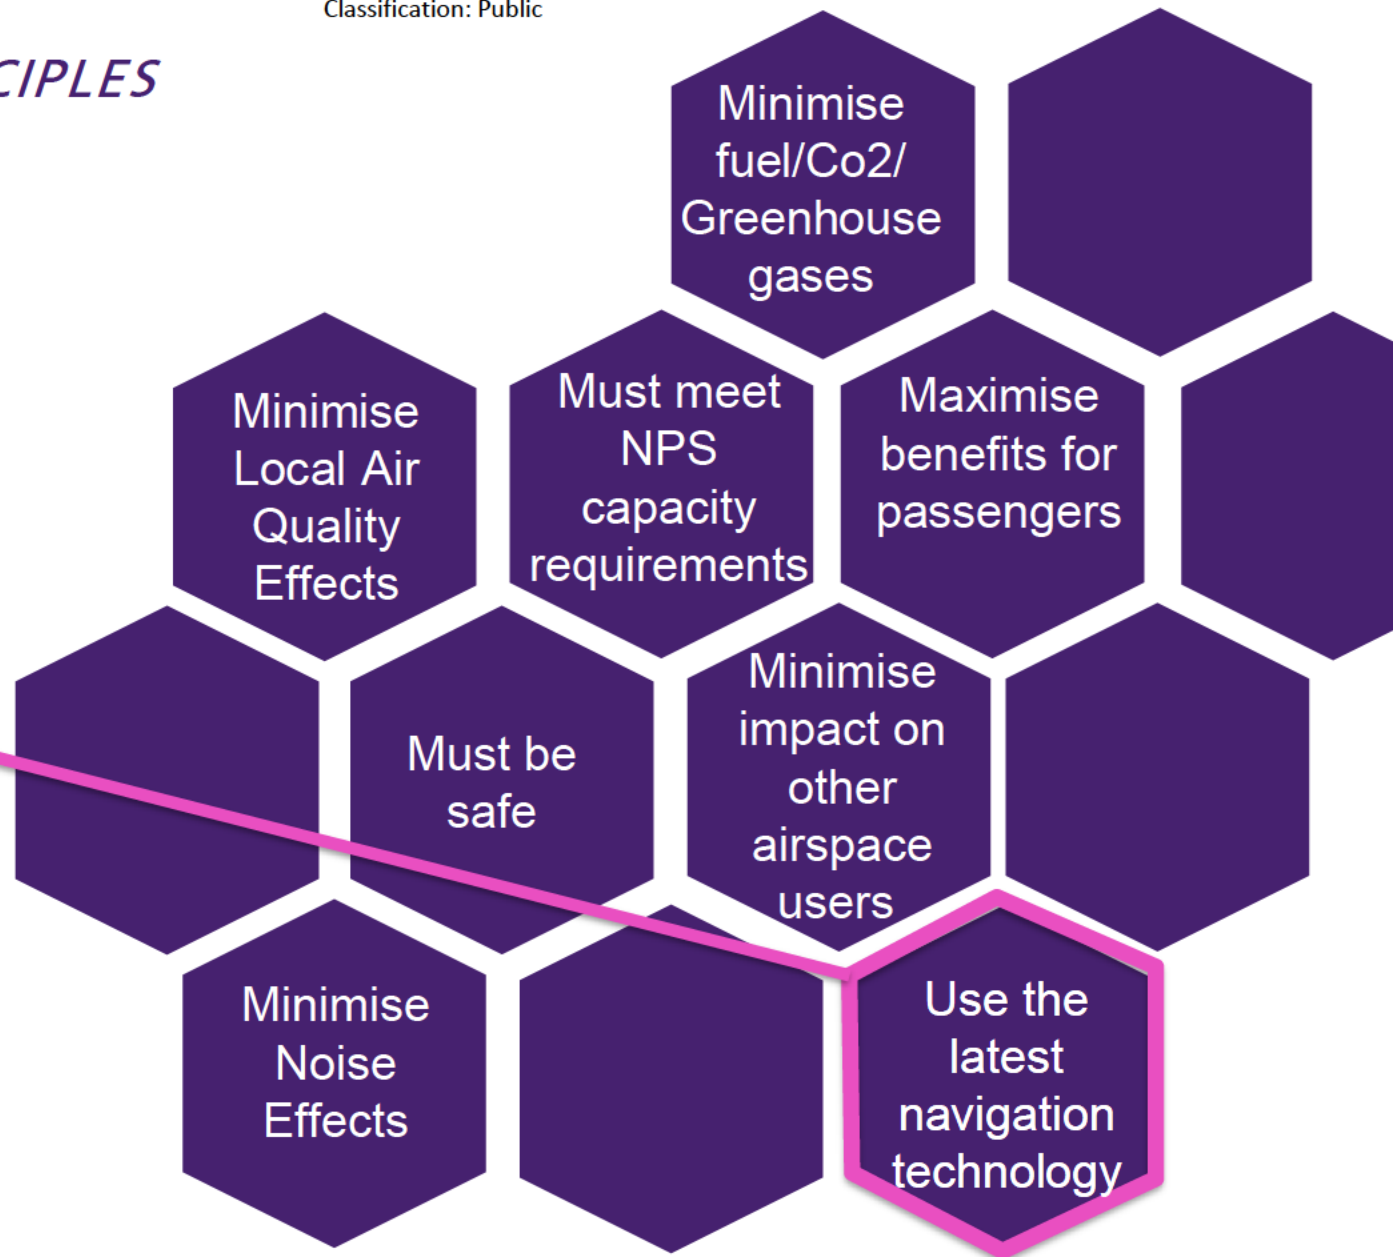 Classification: Public
CIPLES
Minimise
fuel/Co2/
Greenhouse
gases
Minimise
Local Air
Quality
Effects
Must meet
NPS
capacity
requirements
Maximise
benefits for
passengers
Must be
safe
Minimise
impact on
other
airspace
users
Minimise
Noise
Effects
Use the
latest
navigation
technology